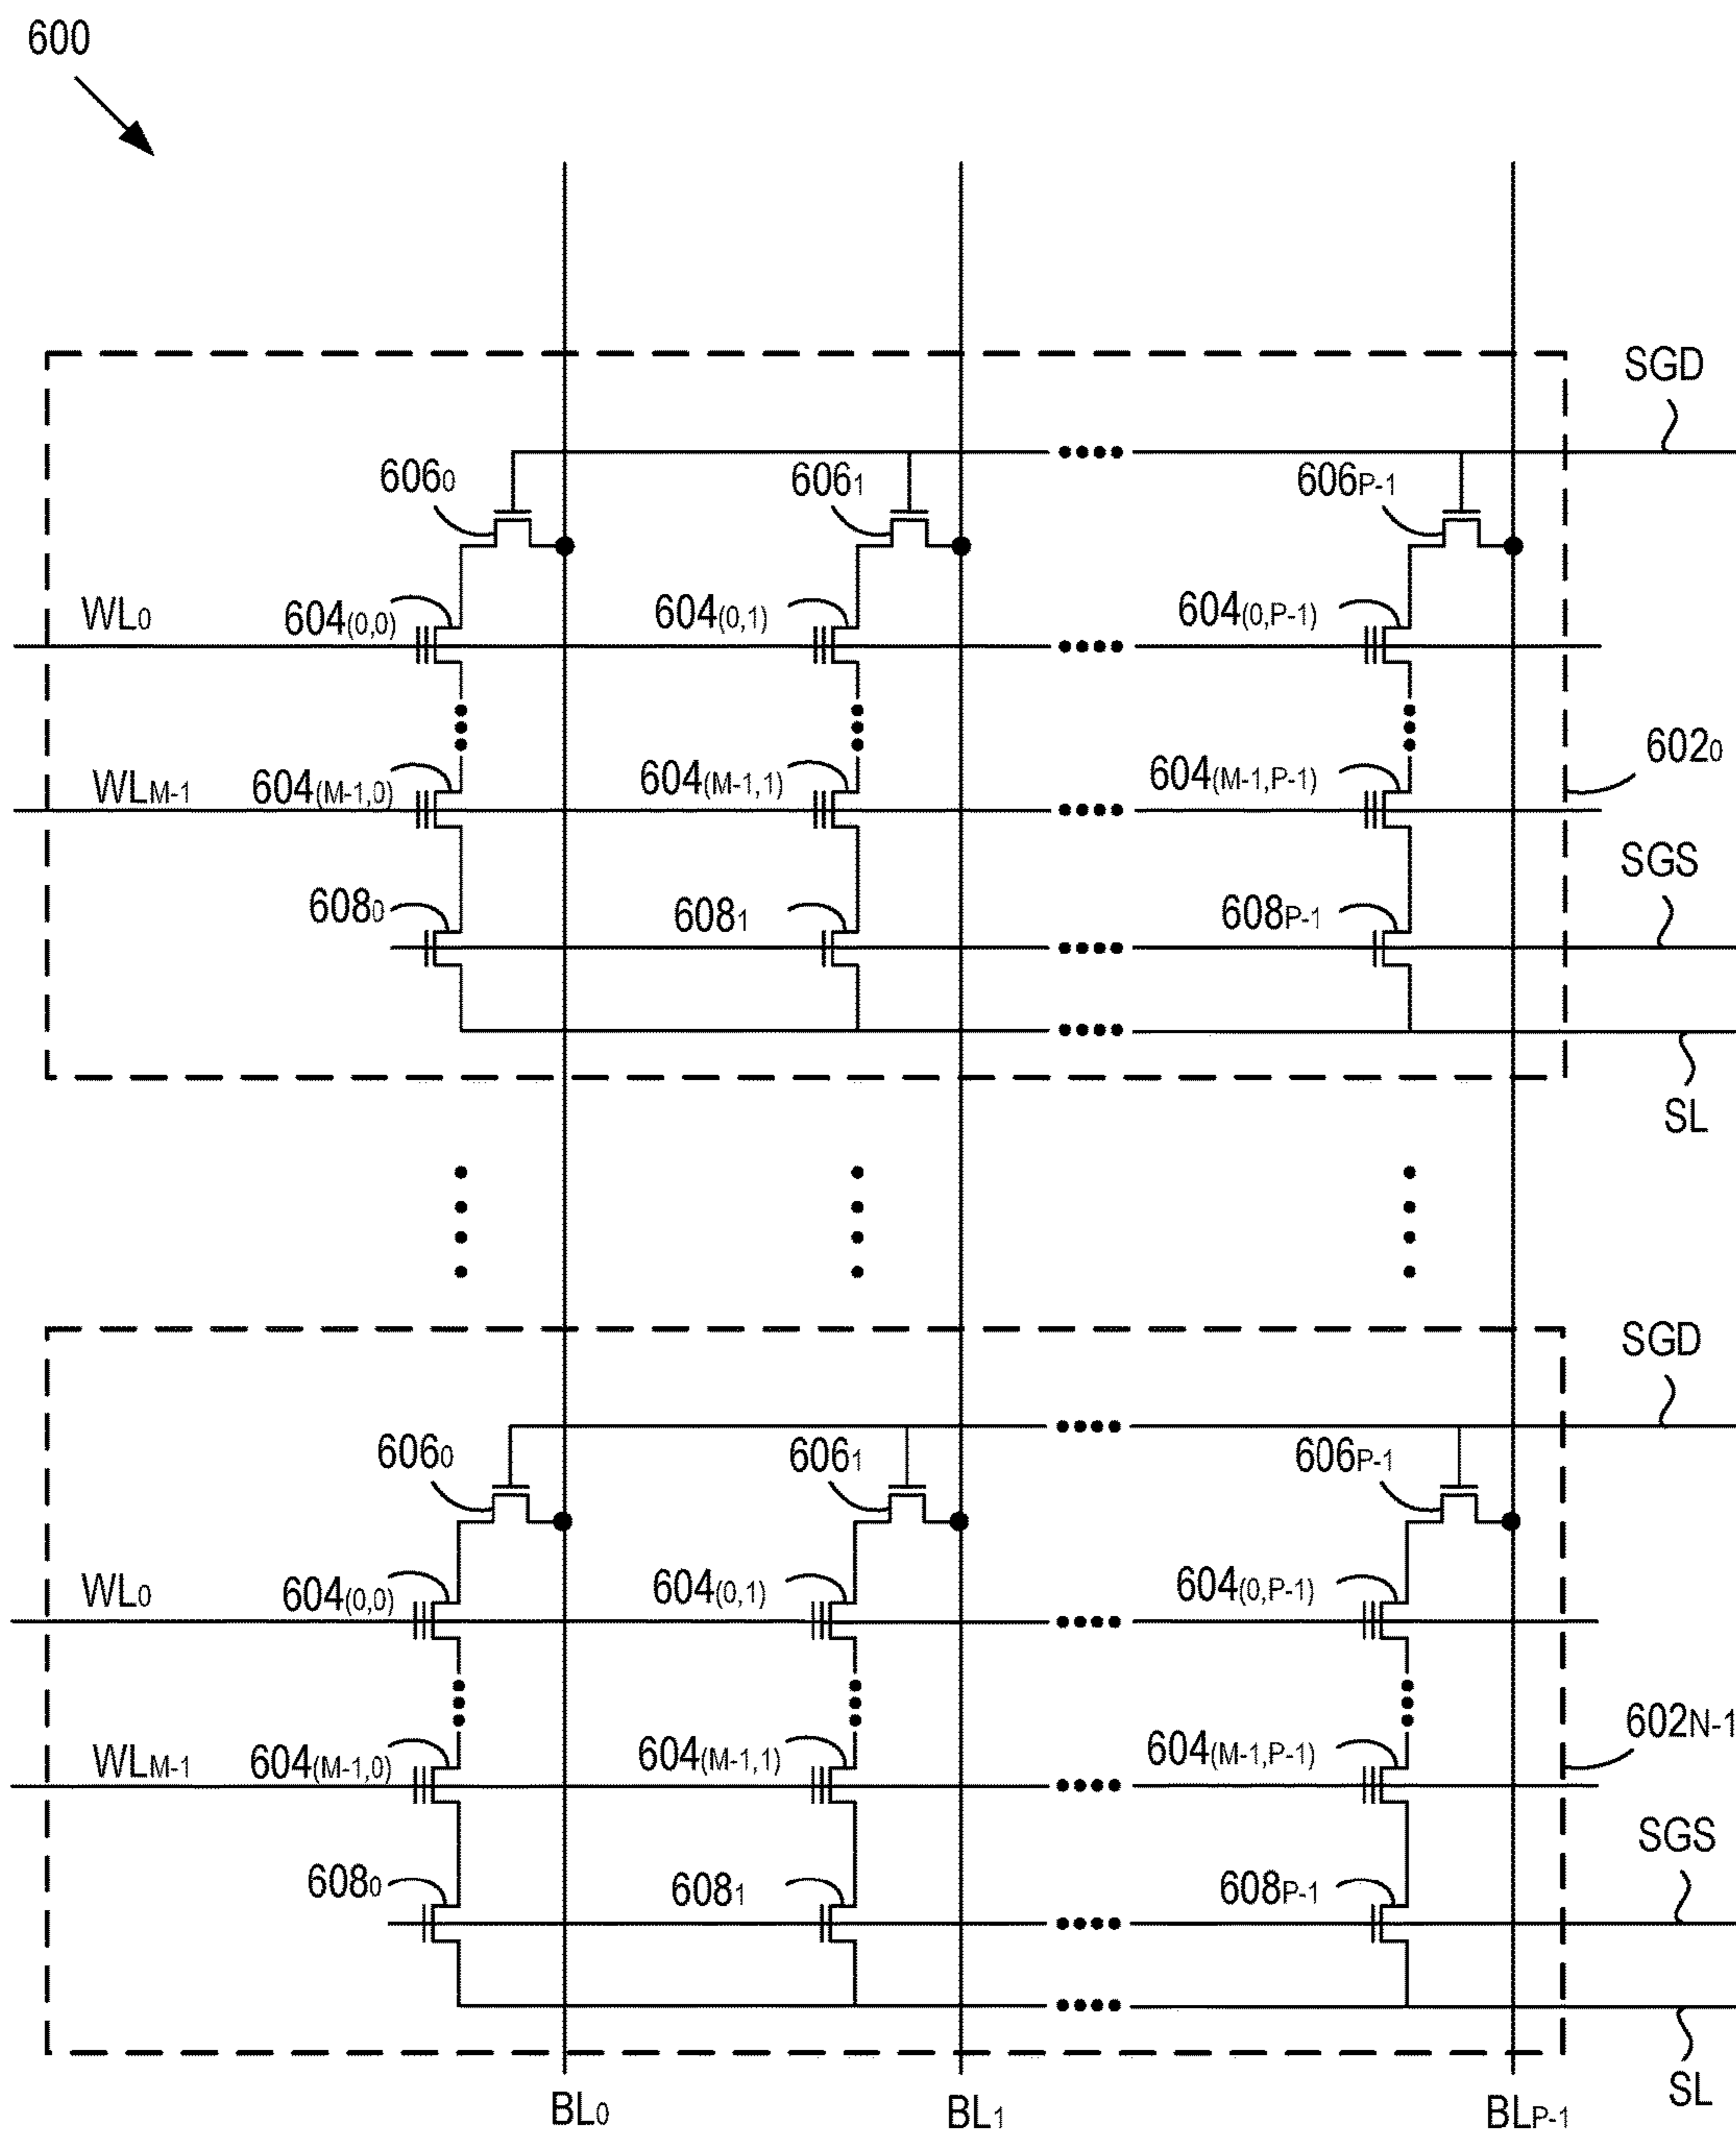 600
SGD
606₀ 606₁ 606P-1
WL₀ 604(0,0) 604(0,1) 604(0,P-1)
602₀
WLM-1 604(M-1,0) 604(M-1,1) 604(M-1,P-1)
SGS
608₀ 608₁ 608P-1
SL
SGD
606₀ 606₁ 606P-1
WL₀ 604(0,0) 604(0,1) 604(0,P-1)
602N-1
WLM-1 604(M-1,0) 604(M-1,1) 604(M-1,P-1)
SGS
608₀ 608₁ 608P-1
SL
BL₀ BL₁ BLP-1